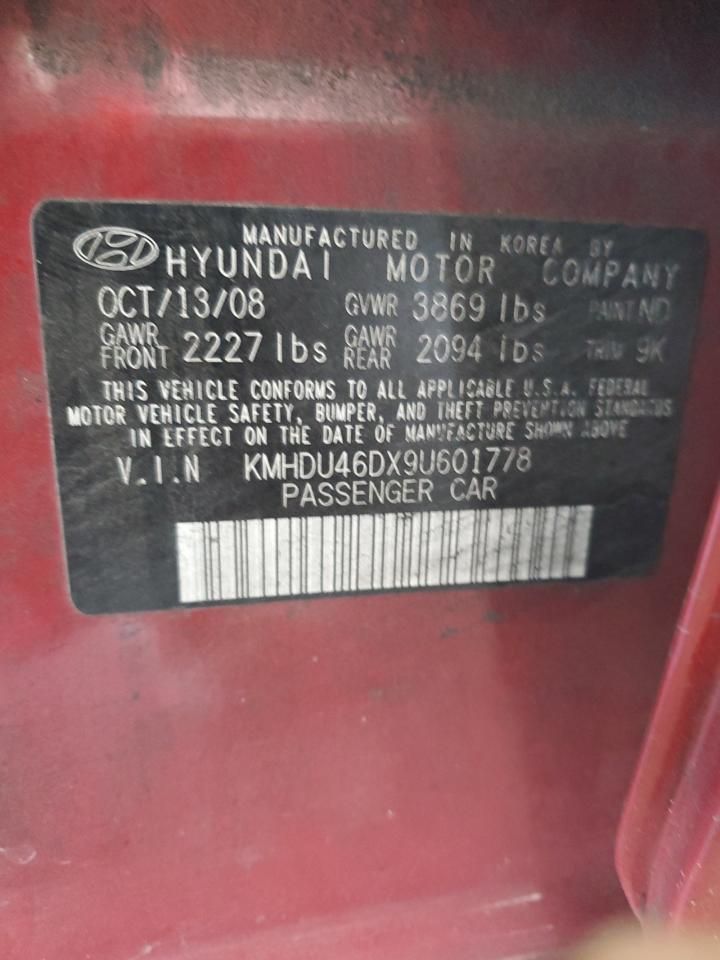 MANUFACTURED IN KOREA BY
HYUNDAI MOTOR COMPANY
OCT/13/08 GVWR 3869 lbs PAINT ND
GAWR FRONT 2227 lbs GAWR REAR 2094 lbs TRIM 9K
THIS VEHICLE CONFORMS TO ALL APPLICABLE U.S.A. FEDERAL
MOTOR VEHICLE SAFETY, BUMPER, AND THEFT PREVENTION STANDARDS
IN EFFECT ON THE DATE OF MANUFACTURE SHOWN ABOVE
V.I.N KMHDU46DX9U601778
PASSENGER CAR